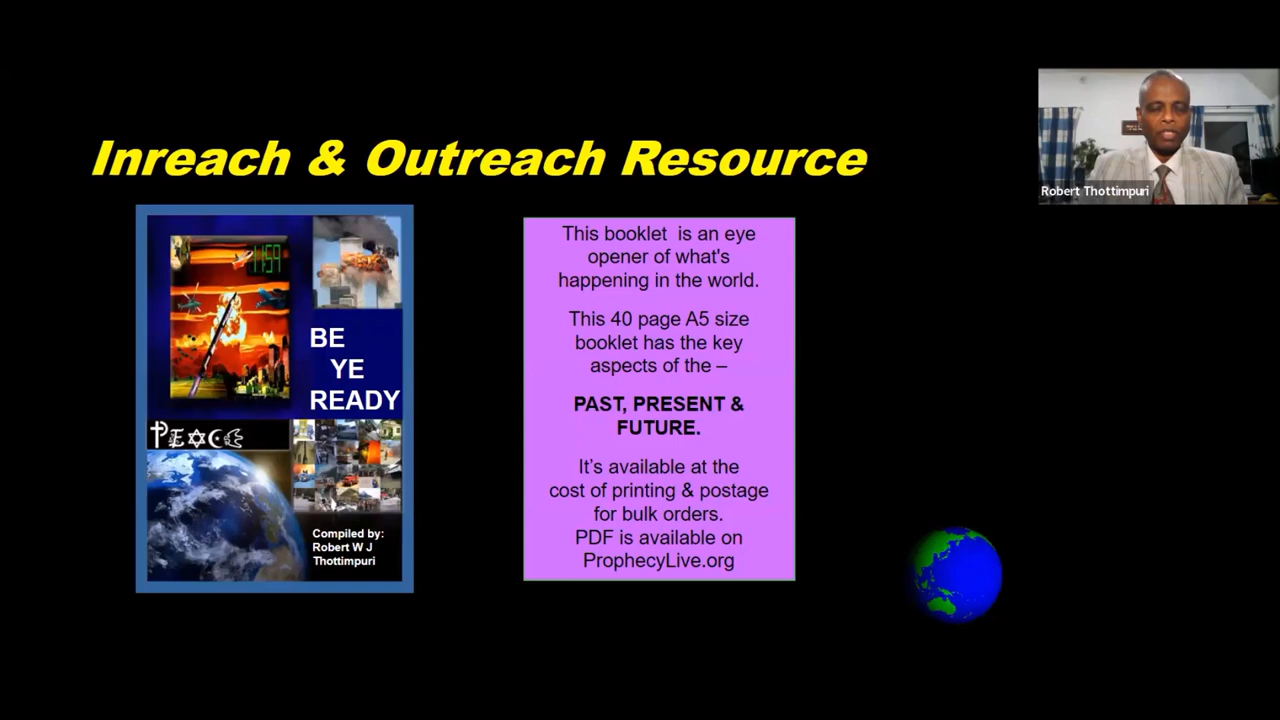 Inreach & Outreach Resource
Robert Thottimpuri
1159
BE
YE
READY
PEACE
Compiled by:
Robert W J
Thottimpuri
This booklet is an eye
opener of what's
happening in the world.
This 40 page A5 size
booklet has the key
aspects of the –
PAST, PRESENT &
FUTURE.
It’s available at the
cost of printing & postage
for bulk orders.
PDF is available on
ProphecyLive.org